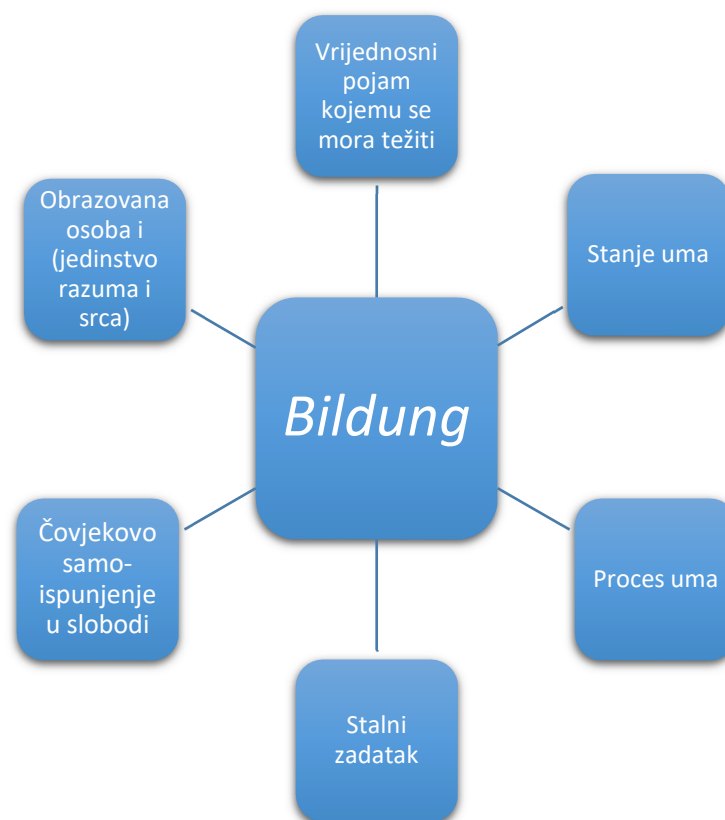 Vrijednosni
pojam
kojemu se
mora težiti
Obrazovana
osoba i
(jedinstvo
razuma i
srca)
Stanje uma
Bildung
Čovjekovo
samo-
ispunjenje
u slobodi
Proces uma
Stalni
zadatak